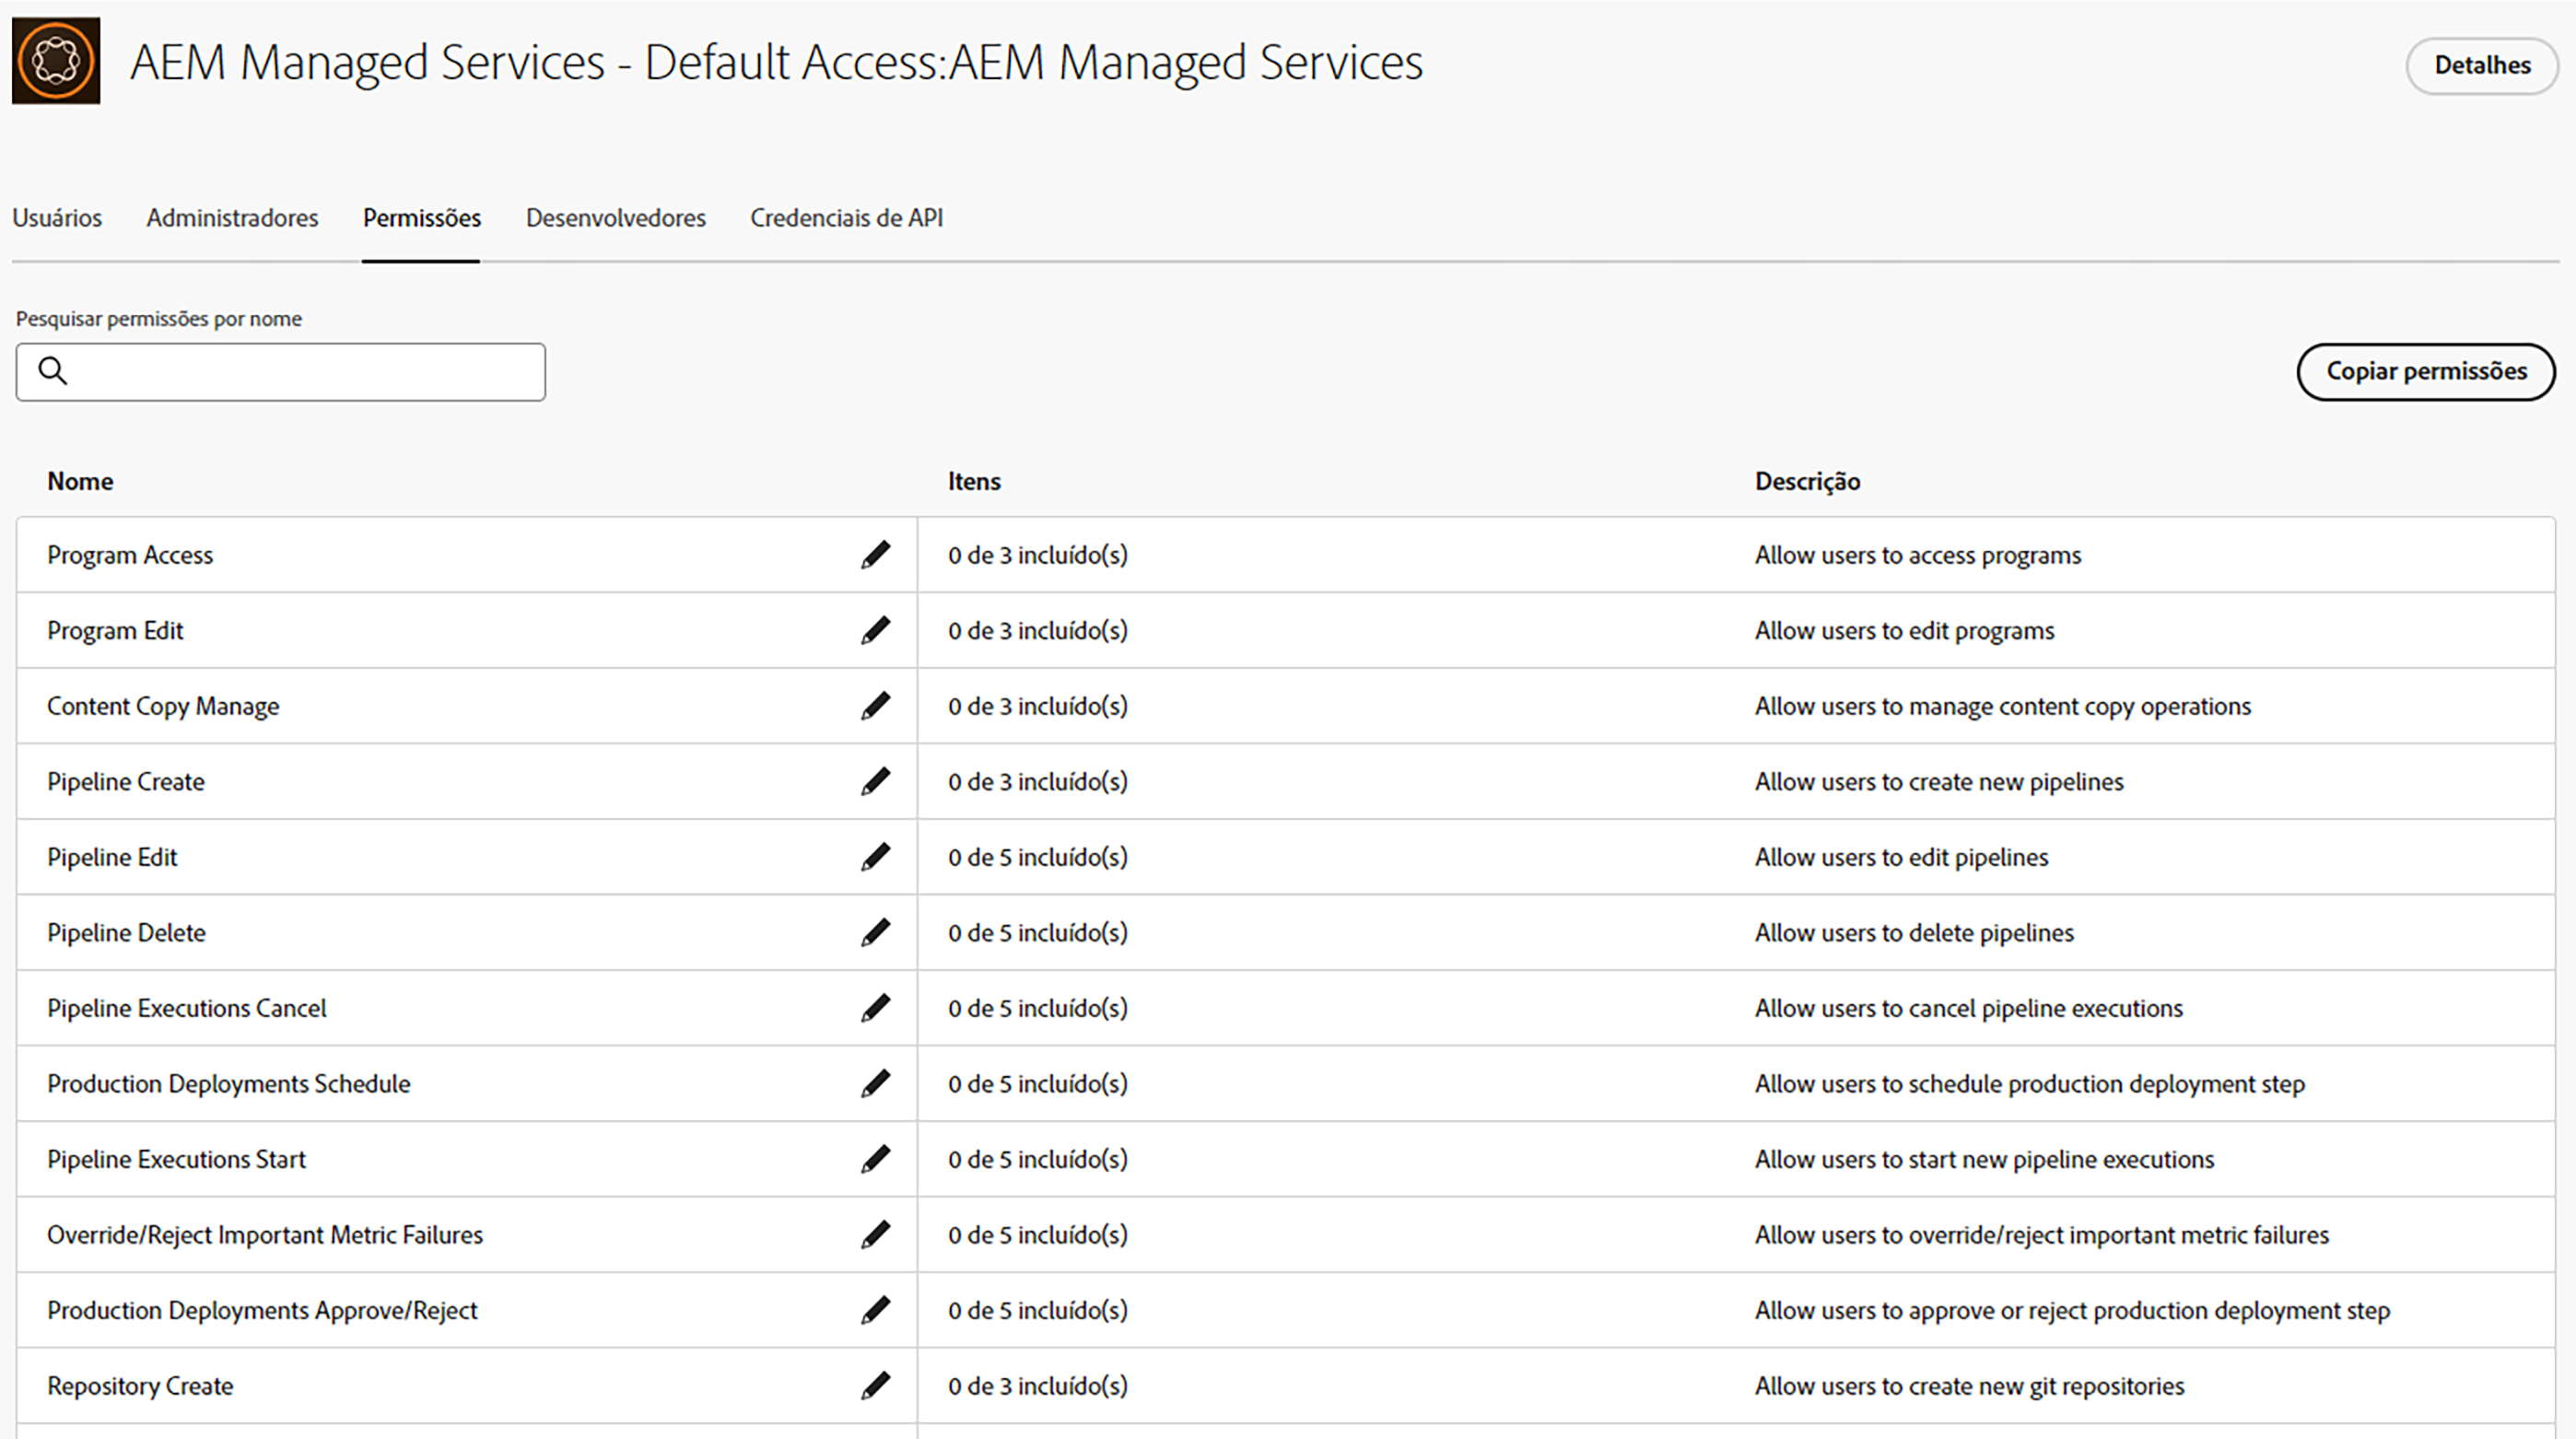 AEM Managed Services - Default Access:AEM Managed Services
Detalhes
Usuários Administradores Permissões Desenvolvedores Credenciais de API
Pesquisar permissões por nome
Copiar permissões
Nome Itens Descrição
Program Access 0 de 3 incluído(s) Allow users to access programs
Program Edit 0 de 3 incluído(s) Allow users to edit programs
Content Copy Manage 0 de 3 incluído(s) Allow users to manage content copy operations
Pipeline Create 0 de 3 incluído(s) Allow users to create new pipelines
Pipeline Edit 0 de 5 incluído(s) Allow users to edit pipelines
Pipeline Delete 0 de 5 incluído(s) Allow users to delete pipelines
Pipeline Executions Cancel 0 de 5 incluído(s) Allow users to cancel pipeline executions
Production Deployments Schedule 0 de 5 incluído(s) Allow users to schedule production deployment step
Pipeline Executions Start 0 de 5 incluído(s) Allow users to start new pipeline executions
Override/Reject Important Metric Failures 0 de 5 incluído(s) Allow users to override/reject important metric failures
Production Deployments Approve/Reject 0 de 5 incluído(s) Allow users to approve or reject production deployment step
Repository Create 0 de 3 incluído(s) Allow users to create new git repositories